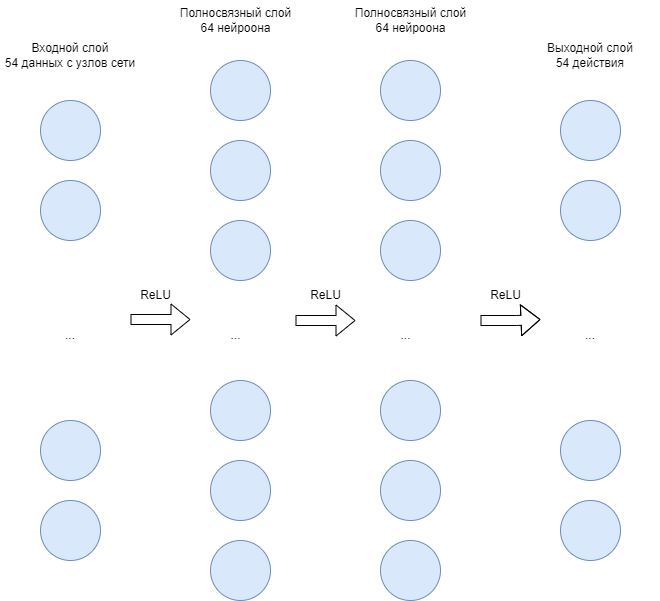 Входной слой
54 данных с узлов сети
Полносвязный слой
64 нейроона
Полносвязный слой
64 нейроона
Выходной слой
54 действия
ReLU
ReLU
ReLU
...
...
...
...